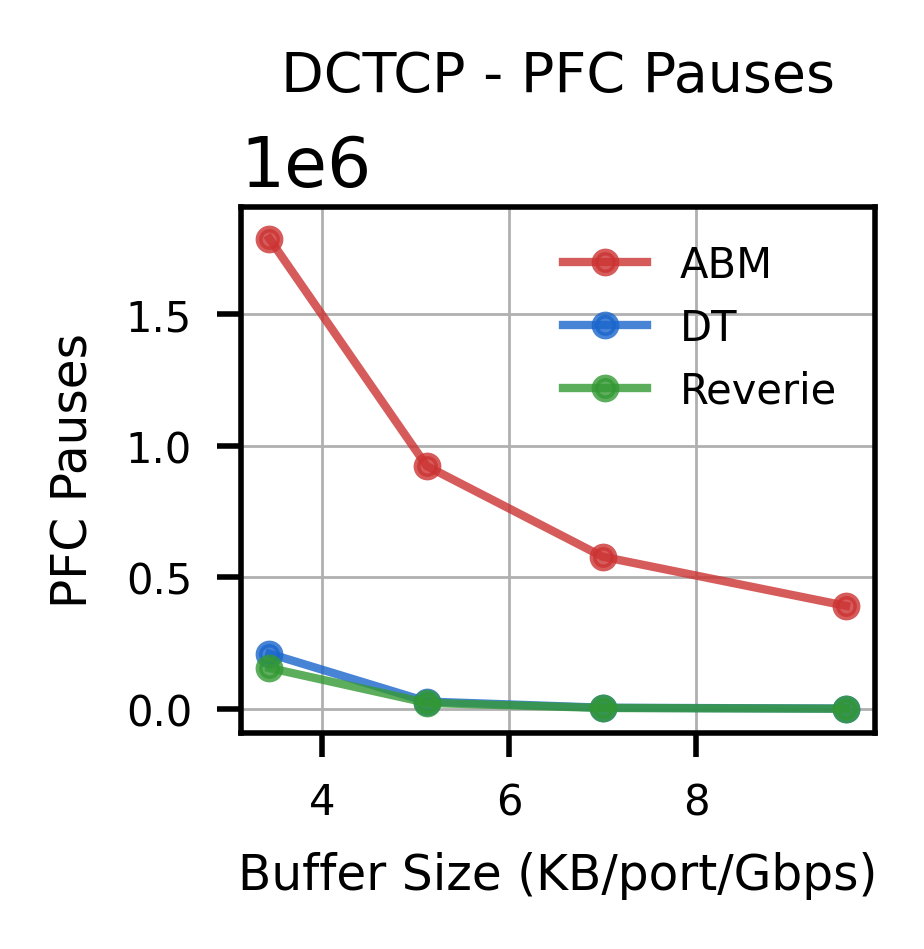 DCTCP - PFC Pauses
1e6
ABM
DT
Reverie
1.5
1.0
0.5
0.0
PFC Pauses
4 6 8
Buffer Size (KB/port/Gbps)